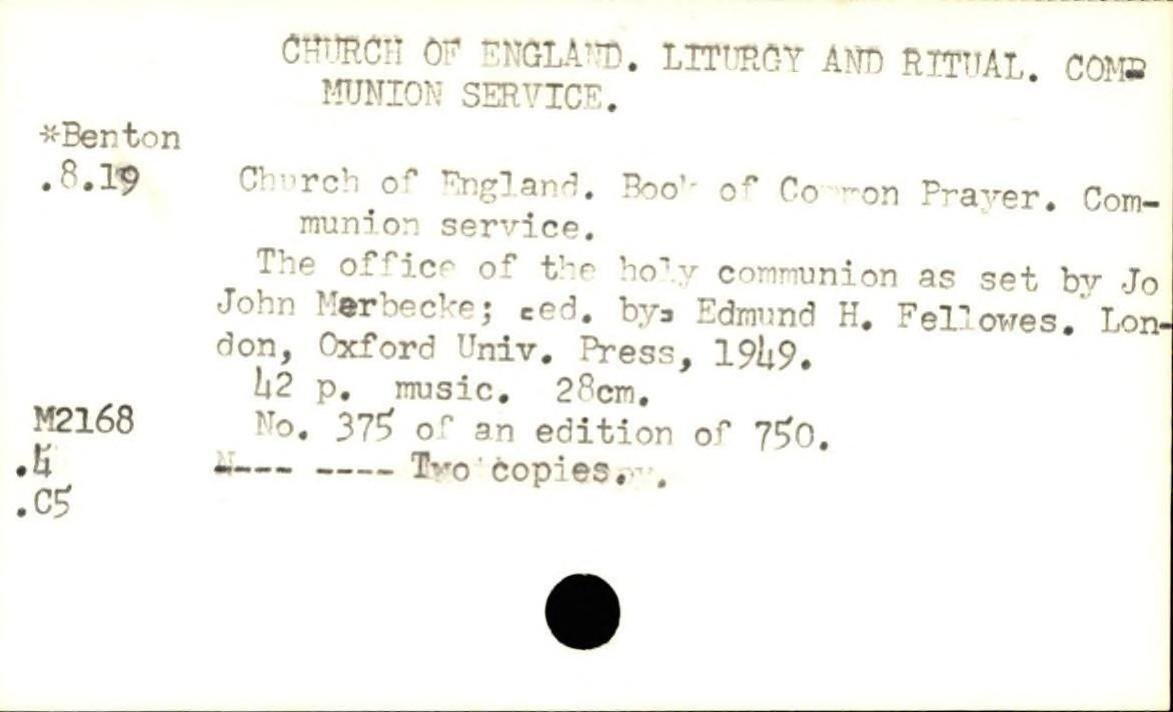 CHURCH OF ENGLAND. LITURGY AND RITUAL. COM-
MUNION SERVICE.
*Benton
.8.19
Church of England. Book of Common Prayer. Com-
munion service.
The office of the holy communion as set by Jo
John Merbecke; [ed. by] Edmund H. Fellowes. Lon-
don, Oxford Univ. Press, 1949.
42 p. music. 28cm.
M2168
No. 375 of an edition of 750.
.4
---- ---- Two copies.
.C5